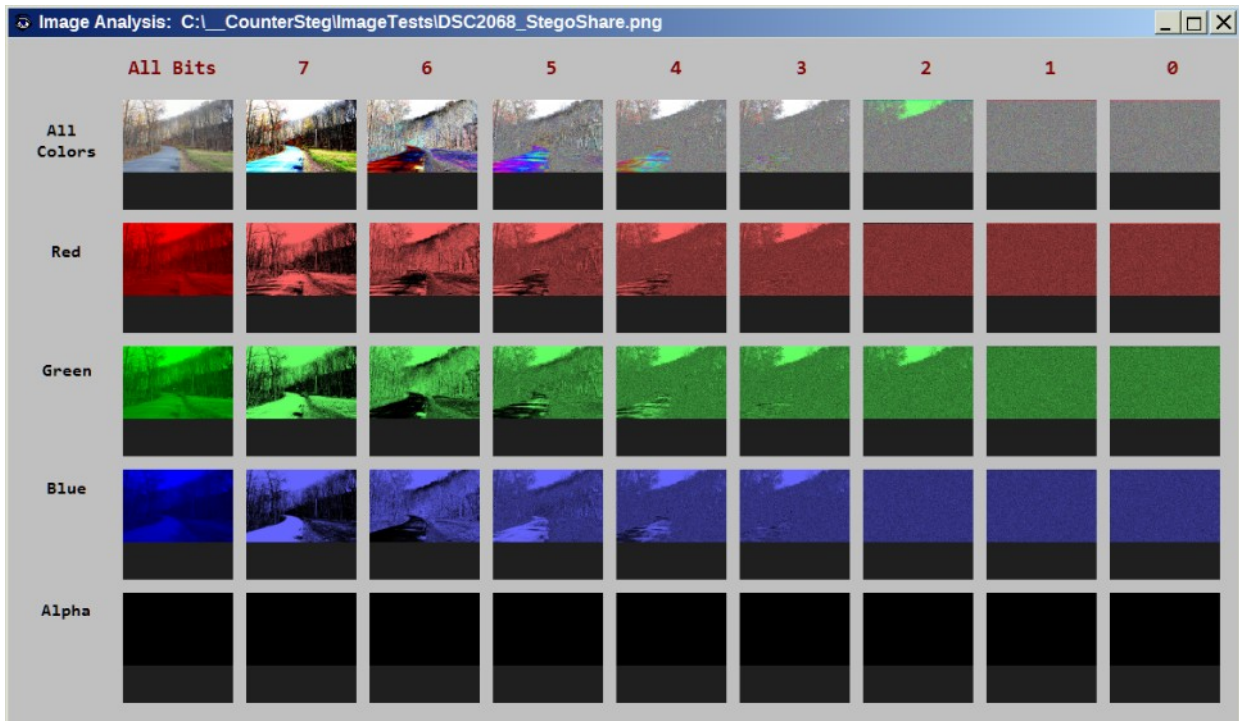 Image Analysis: C:\__CounterSteg\ImageTests\DSC2068_StegoShare.png
All Bits 7 6 5 4 3 2 1 0
All
Colors
Red
Green
Blue
Alpha